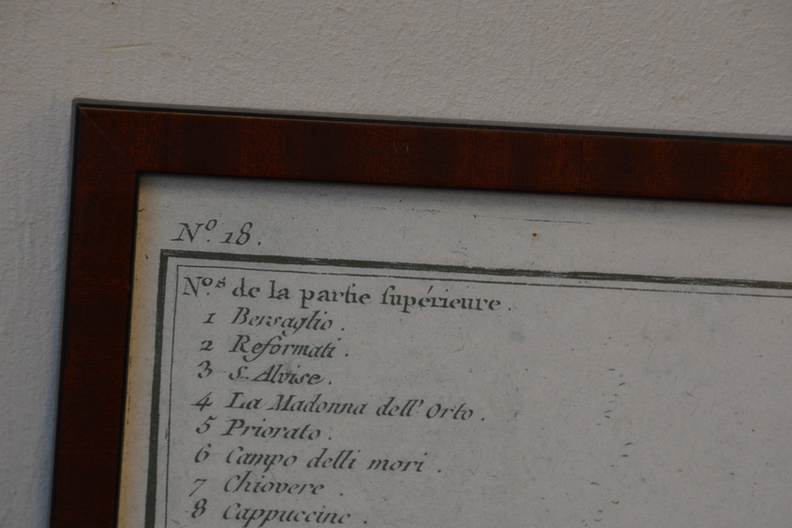 N.º 18.
N.ºˢ de la partie ſupérieure.
1 Bersaglio.
2 Reformati.
3 S. Alvise.
4 La Madonna dell' Orto.
5 Priorato.
6 Campo delli mori.
7 Chiovere.
8 Cappuccine.